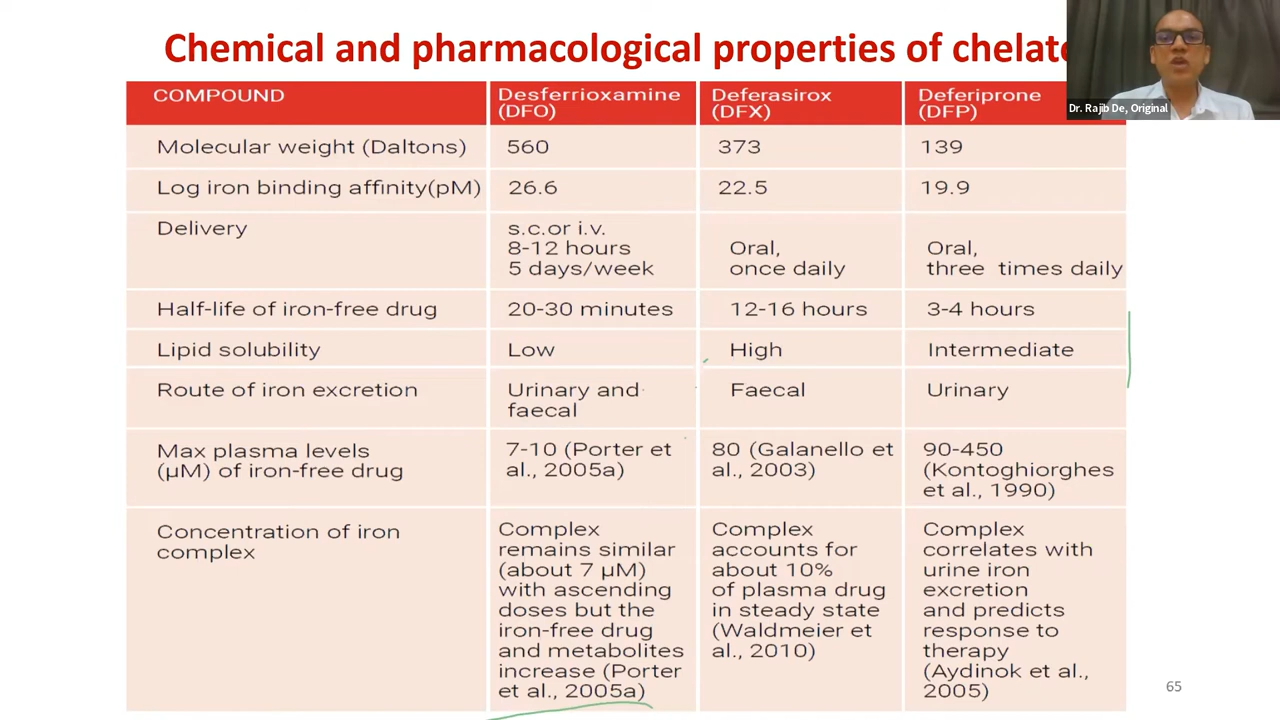 Chemical and pharmacological properties of chelato
Dr. Rajib De, Original
COMPOUND
Desferrioxamine
(DFO)
Deferasirox
(DFX)
Deferiprone
(DFP)
Molecular weight (Daltons)
560
373
139
Log iron binding affinity(pM)
26.6
22.5
19.9
Delivery
s.c.or i.v.
8-12 hours
5 days/week
Oral,
once daily
Oral,
three times daily
Half-life of iron-free drug
20-30 minutes
12-16 hours
3-4 hours
Lipid solubility
Low
High
Intermediate
Route of iron excretion
Urinary and
faecal
Faecal
Urinary
Max plasma levels
(µM) of iron-free drug
7-10 (Porter et
al., 2005a)
80 (Galanello et
al., 2003)
90-450
(Kontoghiorghes
et al., 1990)
Concentration of iron
complex
Complex
remains similar
(about 7 µM)
with ascending
doses but the
iron-free drug
and metabolites
increase (Porter
et al., 2005a)
Complex
accounts for
about 10%
of plasma drug
in steady state
(Waldmeier et
al., 2010)
Complex
correlates with
urine iron
excretion
and predicts
response to
therapy
(Aydinok et al.,
2005)
65